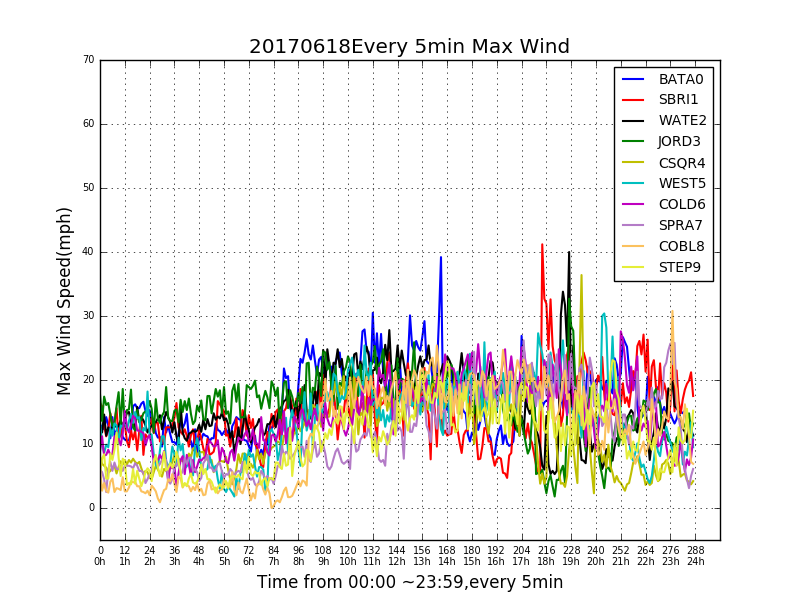 20170618Every 5min Max Wind
70
60
50
40
30
20
10
0
Max Wind Speed(mph)
BATA0
SBRI1
WATE2
JORD3
CSQR4
WEST5
COLD6
SPRA7
COBL8
STEP9
0 12 24 36 48 60 72 84 96 108 120 132 144 156 168 180 192 204 216 228 240 252 264 276 288
0h 1h 2h 3h 4h 5h 6h 7h 8h 9h 10h 11h 12h 13h 14h 15h 16h 17h 18h 19h 20h 21h 22h 23h 24h
Time from 00:00 ~23:59,every 5min